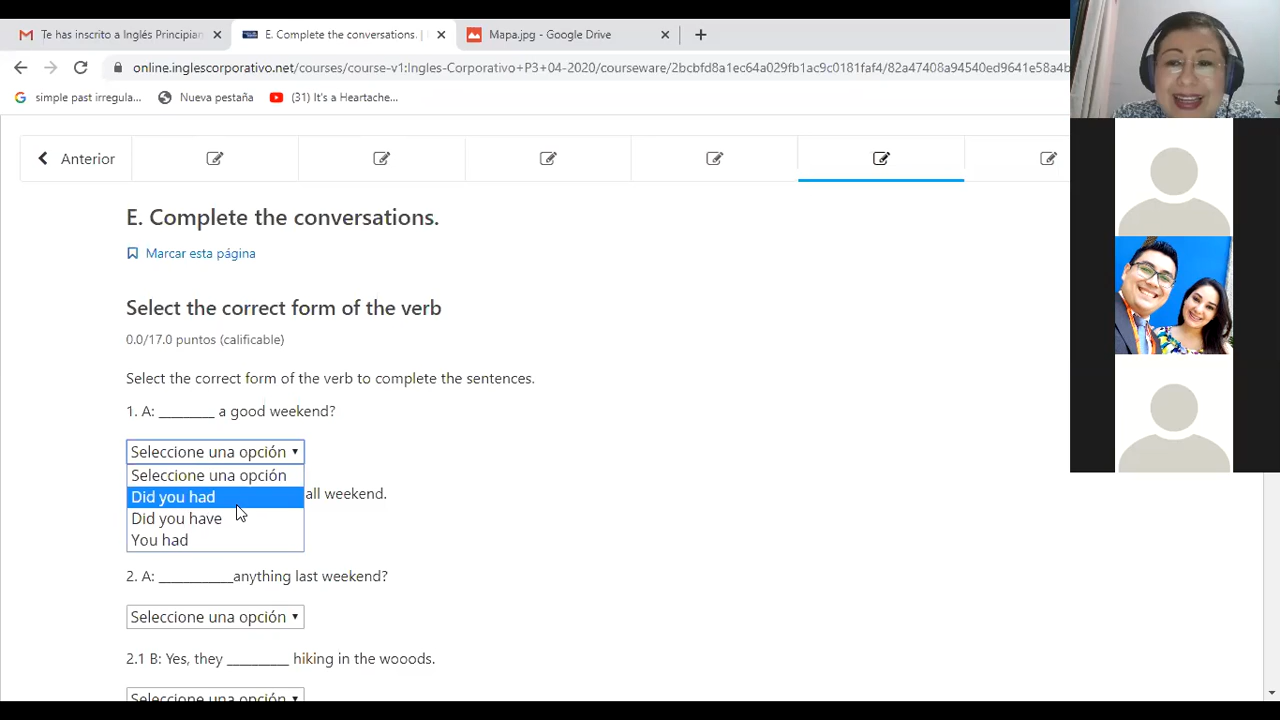 Te has inscrito a Inglés Principian
E. Complete the conversations. |
Mapa.jpg - Google Drive
online.inglescorporativo.net/courses/course-v1:Ingles-Corporativo+P3+04-2020/courseware/2bcbfd8a1ec64a029fb1ac9c0181faf4/82a47408a94540ed9641e58a4b
simple past irregula...
Nueva pestaña
(31) It's a Heartache...
Anterior
E. Complete the conversations.
Marcar esta página
Select the correct form of the verb
0.0/17.0 puntos (calificable)
Select the correct form of the verb to complete the sentences.
1. A: ________ a good weekend?
Seleccione una opción
Seleccione una opción
Did you had
all weekend.
Did you have
You had
2. A: ___________anything last weekend?
Seleccione una opción
2.1 B: Yes, they _________ hiking in the wooods.
Seleccione una opción